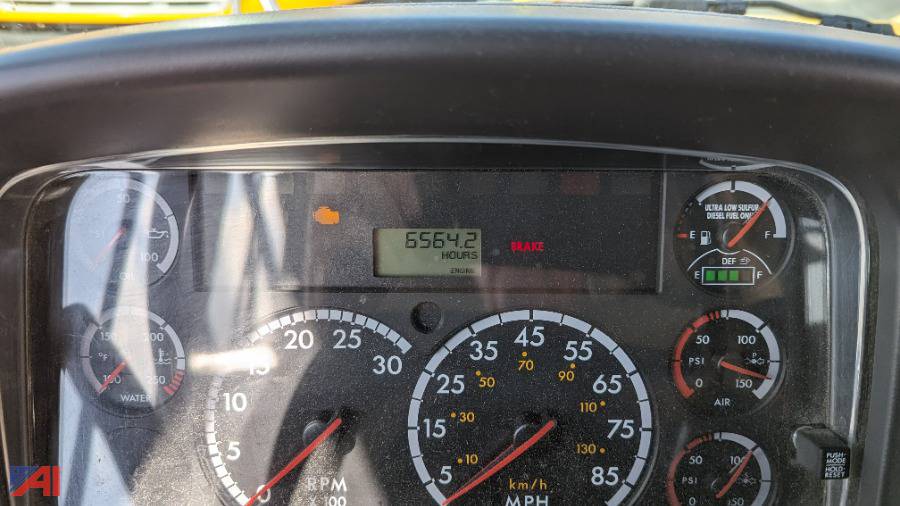 50
100
OIL
6564.2
HOURS
ENGINE
BRAKE
ULTRA LOW SULFUR
DIESEL FUEL ONLY
E F
DEF
E F
150 200
°F
100 250
WATER
0 5 10 15 20 25 30
RPM
X 100
5 15 25 35 45 55 65 75 85
10 30 50 70 90 110 130
km/h
MPH
50 100
PSI
0 150
AIR
50 10
PSI
0 150
PUSH-
MODE
HOLD-
RESET
AI